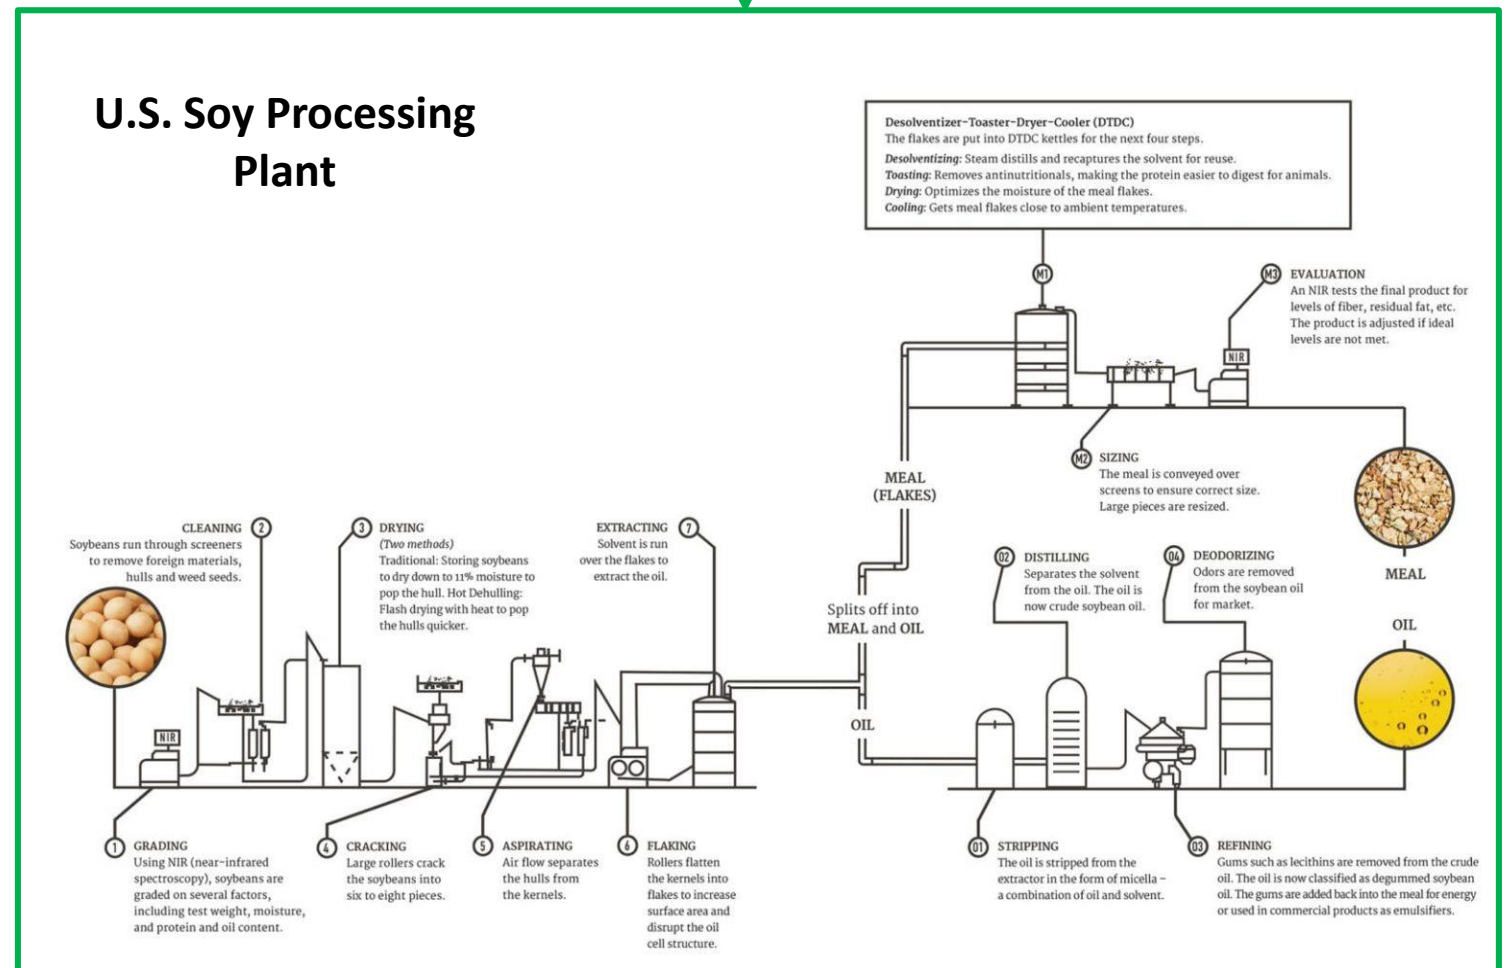 U.S. Soy Processing
Plant
Desolventizer-Toaster-Dryer-Cooler (DTDC)
The flakes are put into DTDC kettles for the next four steps.
Desolventizing: Steam distills and recaptures the solvent for reuse.
Toasting: Removes antinutritionals, making the protein easier to digest for animals.
Drying: Optimizes the moisture of the meal flakes.
Cooling: Gets meal flakes close to ambient temperatures.
M1
M3 EVALUATION
An NIR tests the final product for
levels of fiber, residual fat, etc.
The product is adjusted if ideal
levels are not met.
NIR
M2 SIZING
The meal is conveyed over
screens to ensure correct size.
Large pieces are resized.
MEAL
(FLAKES)
MEAL
CLEANING 2
Soybeans run through screeners
to remove foreign materials,
hulls and weed seeds.
3 DRYING
(Two methods)
Traditional: Storing soybeans
to dry down to 11% moisture to
pop the hull. Hot Dehulling:
Flash drying with heat to pop
the hulls quicker.
EXTRACTING 7
Solvent is run
over the flakes to
extract the oil.
Splits off into
MEAL and OIL
02 DISTILLING
Separates the solvent
from the oil. The oil is
now crude soybean oil.
04 DEODORIZING
Odors are removed
from the soybean oil
for market.
OIL
OIL
NIR
1 GRADING
Using NIR (near-infrared
spectroscopy), soybeans are
graded on several factors,
including test weight, moisture,
and protein and oil content.
4 CRACKING
Large rollers crack
the soybeans into
six to eight pieces.
5 ASPIRATING
Air flow separates
the hulls from
the kernels.
6 FLAKING
Rollers flatten
the kernels into
flakes to increase
surface area and
disrupt the oil
cell structure.
01 STRIPPING
The oil is stripped from the
extractor in the form of micella –
a combination of oil and solvent.
03 REFINING
Gums such as lecithins are removed from the crude
oil. The oil is now classified as degummed soybean
oil. The gums are added back into the meal for energy
or used in commercial products as emulsifiers.